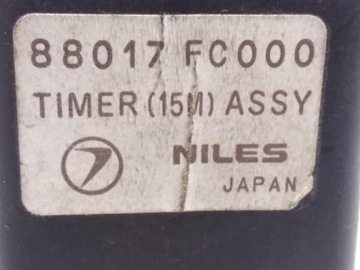 88017 FC000
TIMER (15M) ASSY
NILES
JAPAN